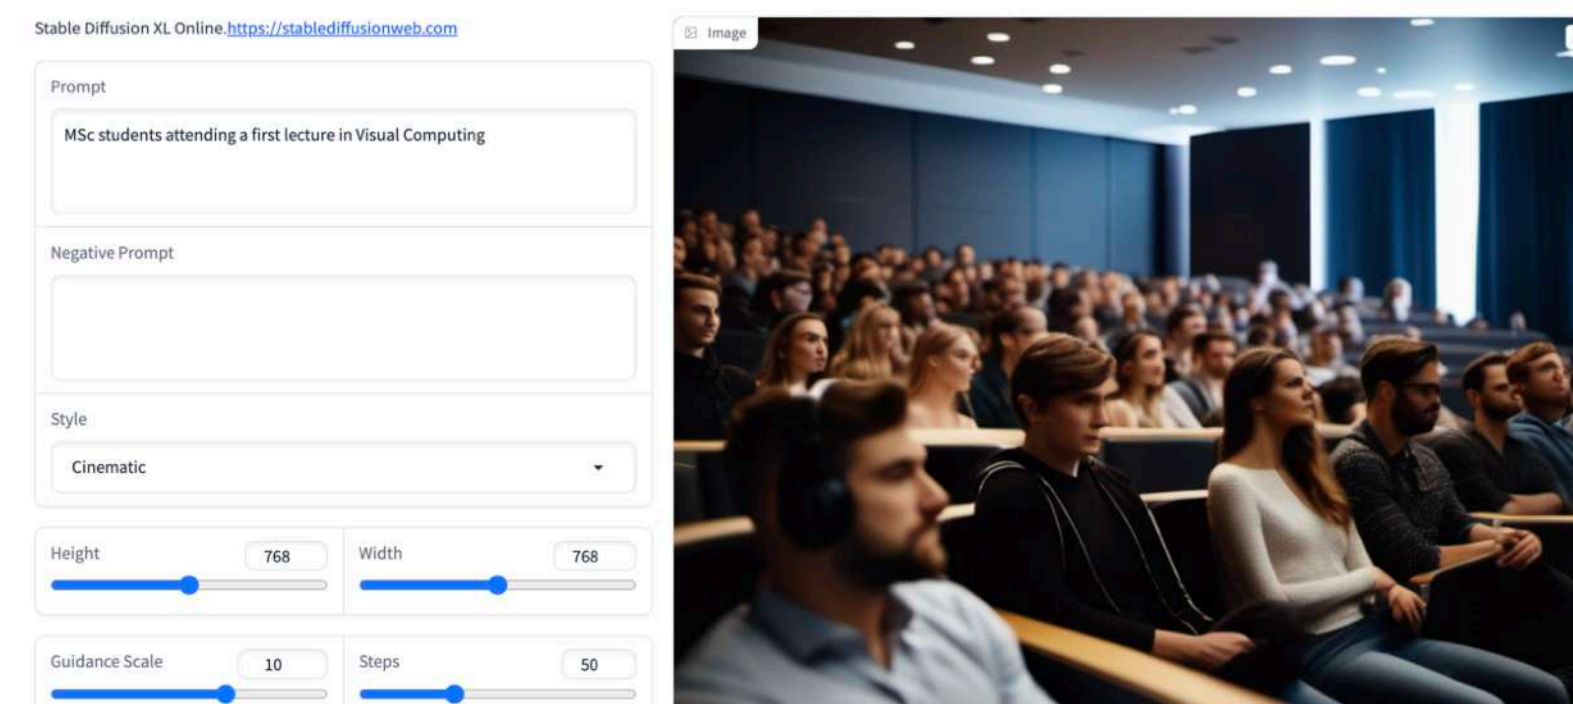 Stable Diffusion XL Online.https://stablediffusionweb.com
Image
Prompt
MSc students attending a first lecture in Visual Computing
Negative Prompt
Style
Cinematic
Height 768 Width 768
Guidance Scale 10 Steps 50